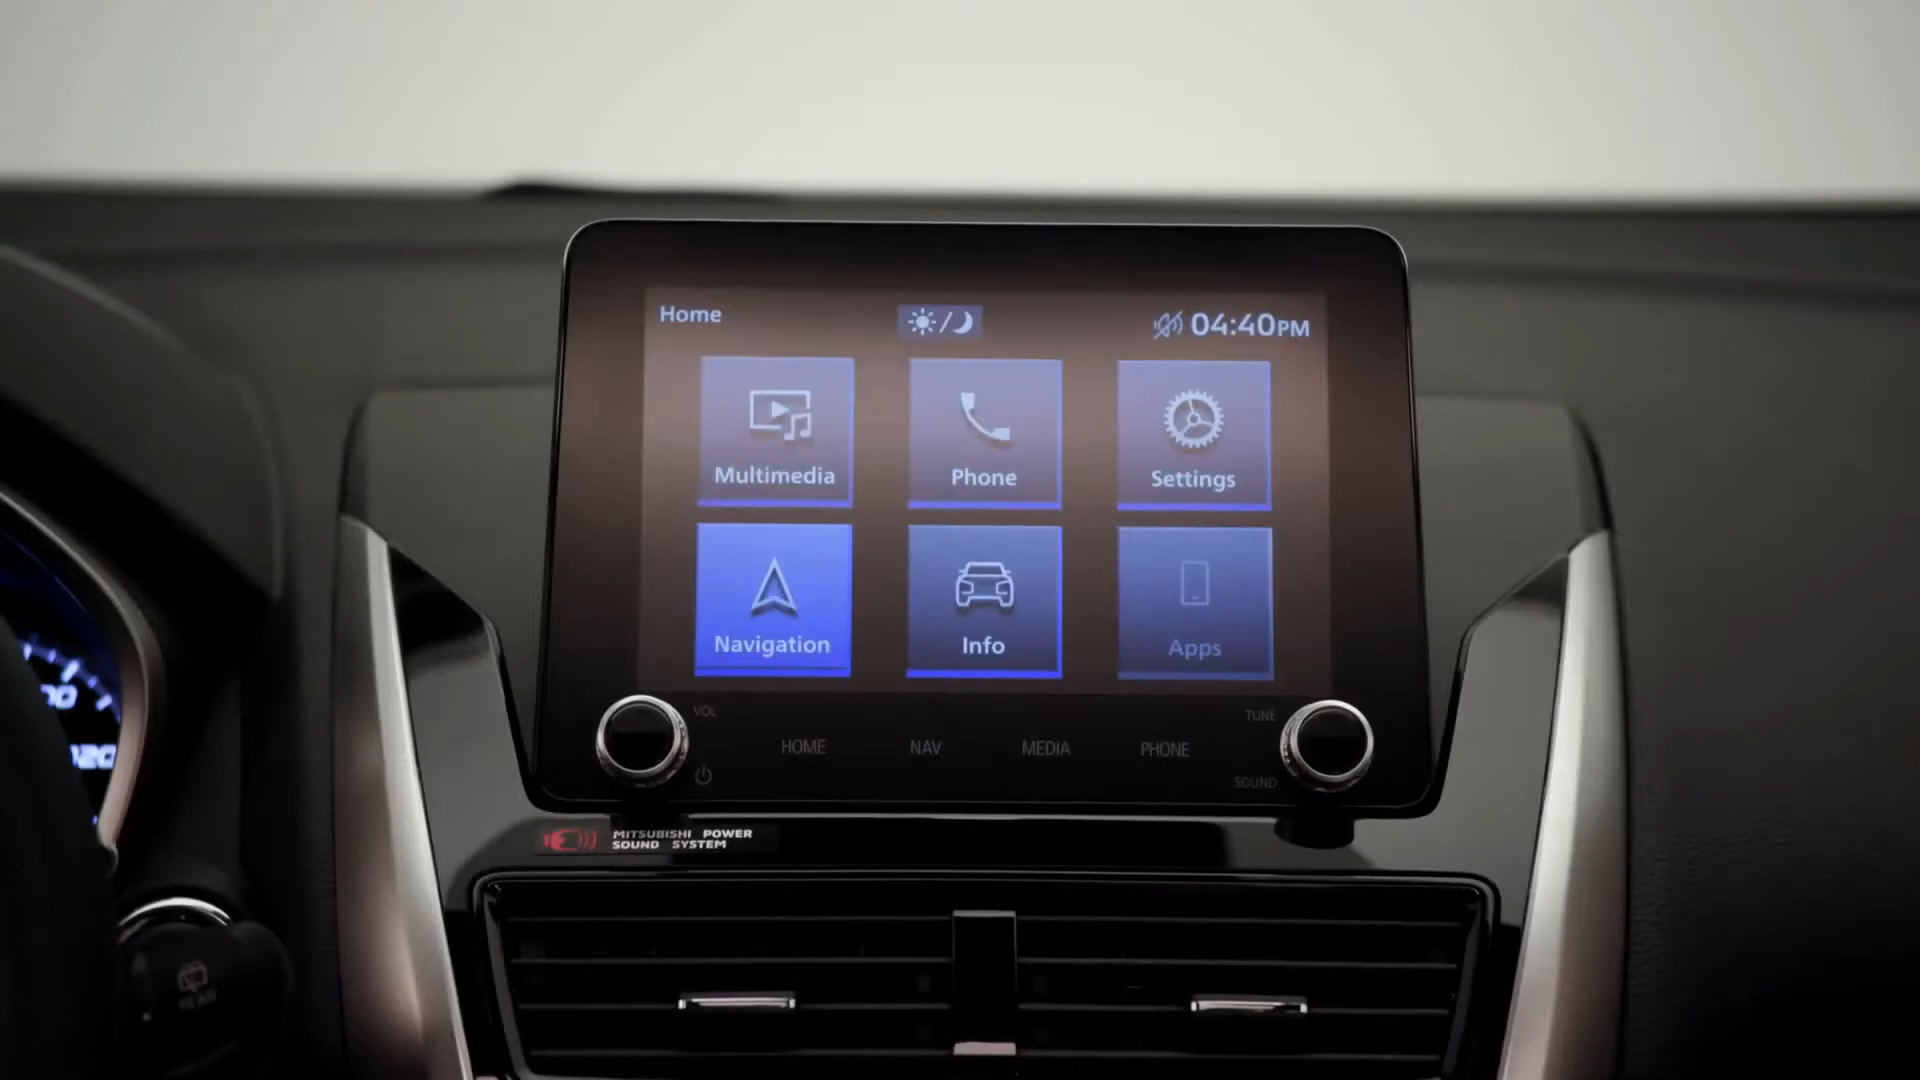 Home
04:40PM
Multimedia
Phone
Settings
Navigation
Info
Apps
VOL
TUNE
HOME
NAV
MEDIA
PHONE
SOUND
MITSUBISHI POWER
SOUND SYSTEM
REAR